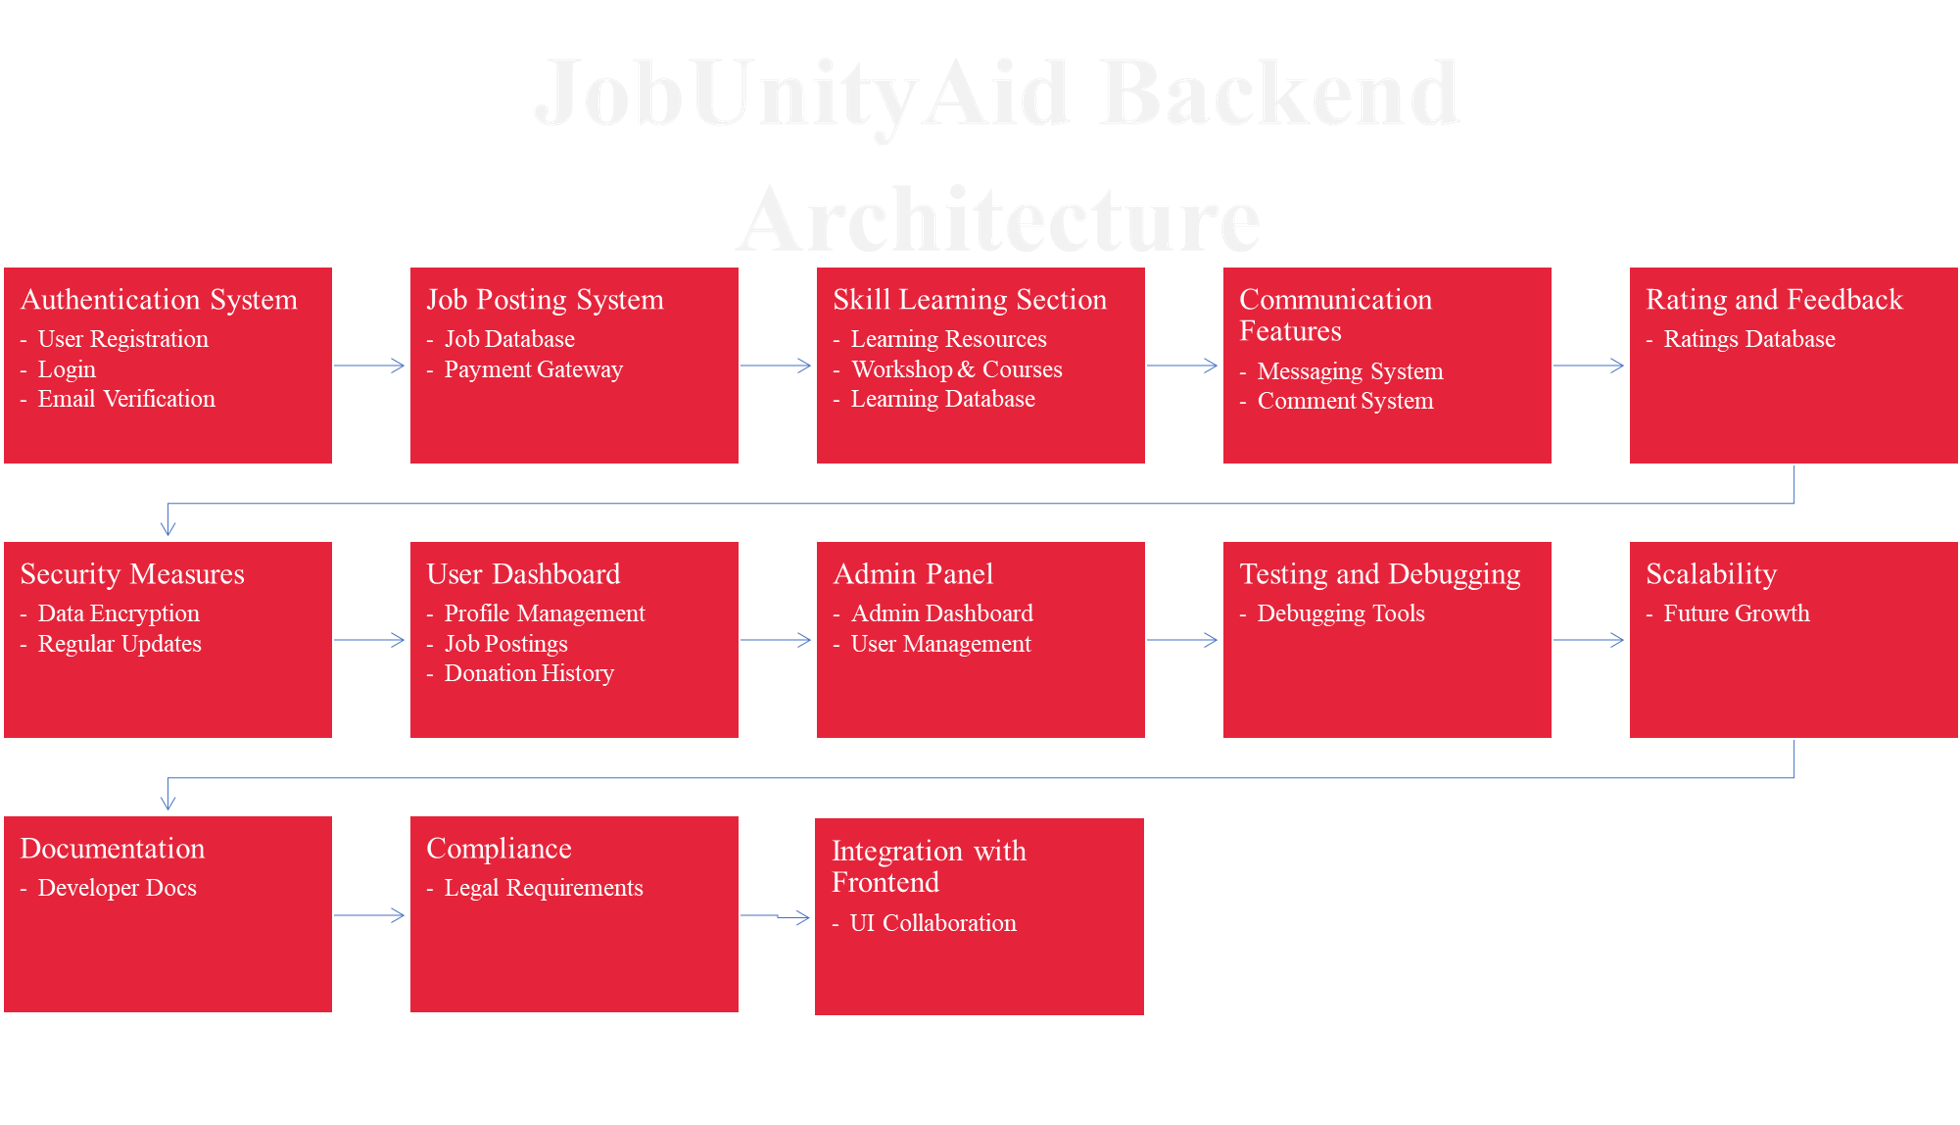 JobUnityAid Backend
Architecture
Authentication System
- User Registration
- Login
- Email Verification
Job Posting System
- Job Database
- Payment Gateway
Skill Learning Section
- Learning Resources
- Workshop & Courses
- Learning Database
Communication
Features
- Messaging System
- Comment System
Rating and Feedback
- Ratings Database
Security Measures
- Data Encryption
- Regular Updates
User Dashboard
- Profile Management
- Job Postings
- Donation History
Admin Panel
- Admin Dashboard
- User Management
Testing and Debugging
- Debugging Tools
Scalability
- Future Growth
Documentation
- Developer Docs
Compliance
- Legal Requirements
Integration with
Frontend
- UI Collaboration